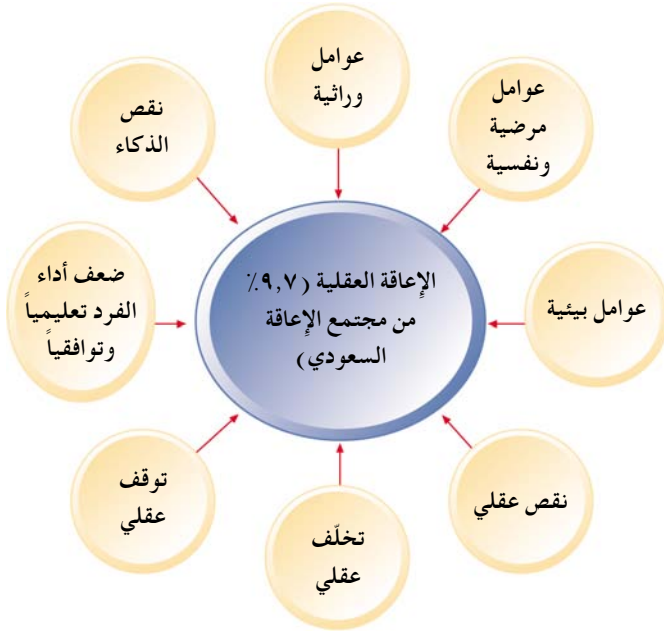 عوامل
وراثية
عوامل
مرضية
ونفسية
عوامل بيئية
نقص عقلي
تخلّف
عقلي
توقف
عقلي
ضعف أداء
الفرد تعليمياً
وتوافقياً
نقص
الذكاء
الإعاقة العقلية (٩,٧٪
من مجتمع الإعاقة
السعودي)